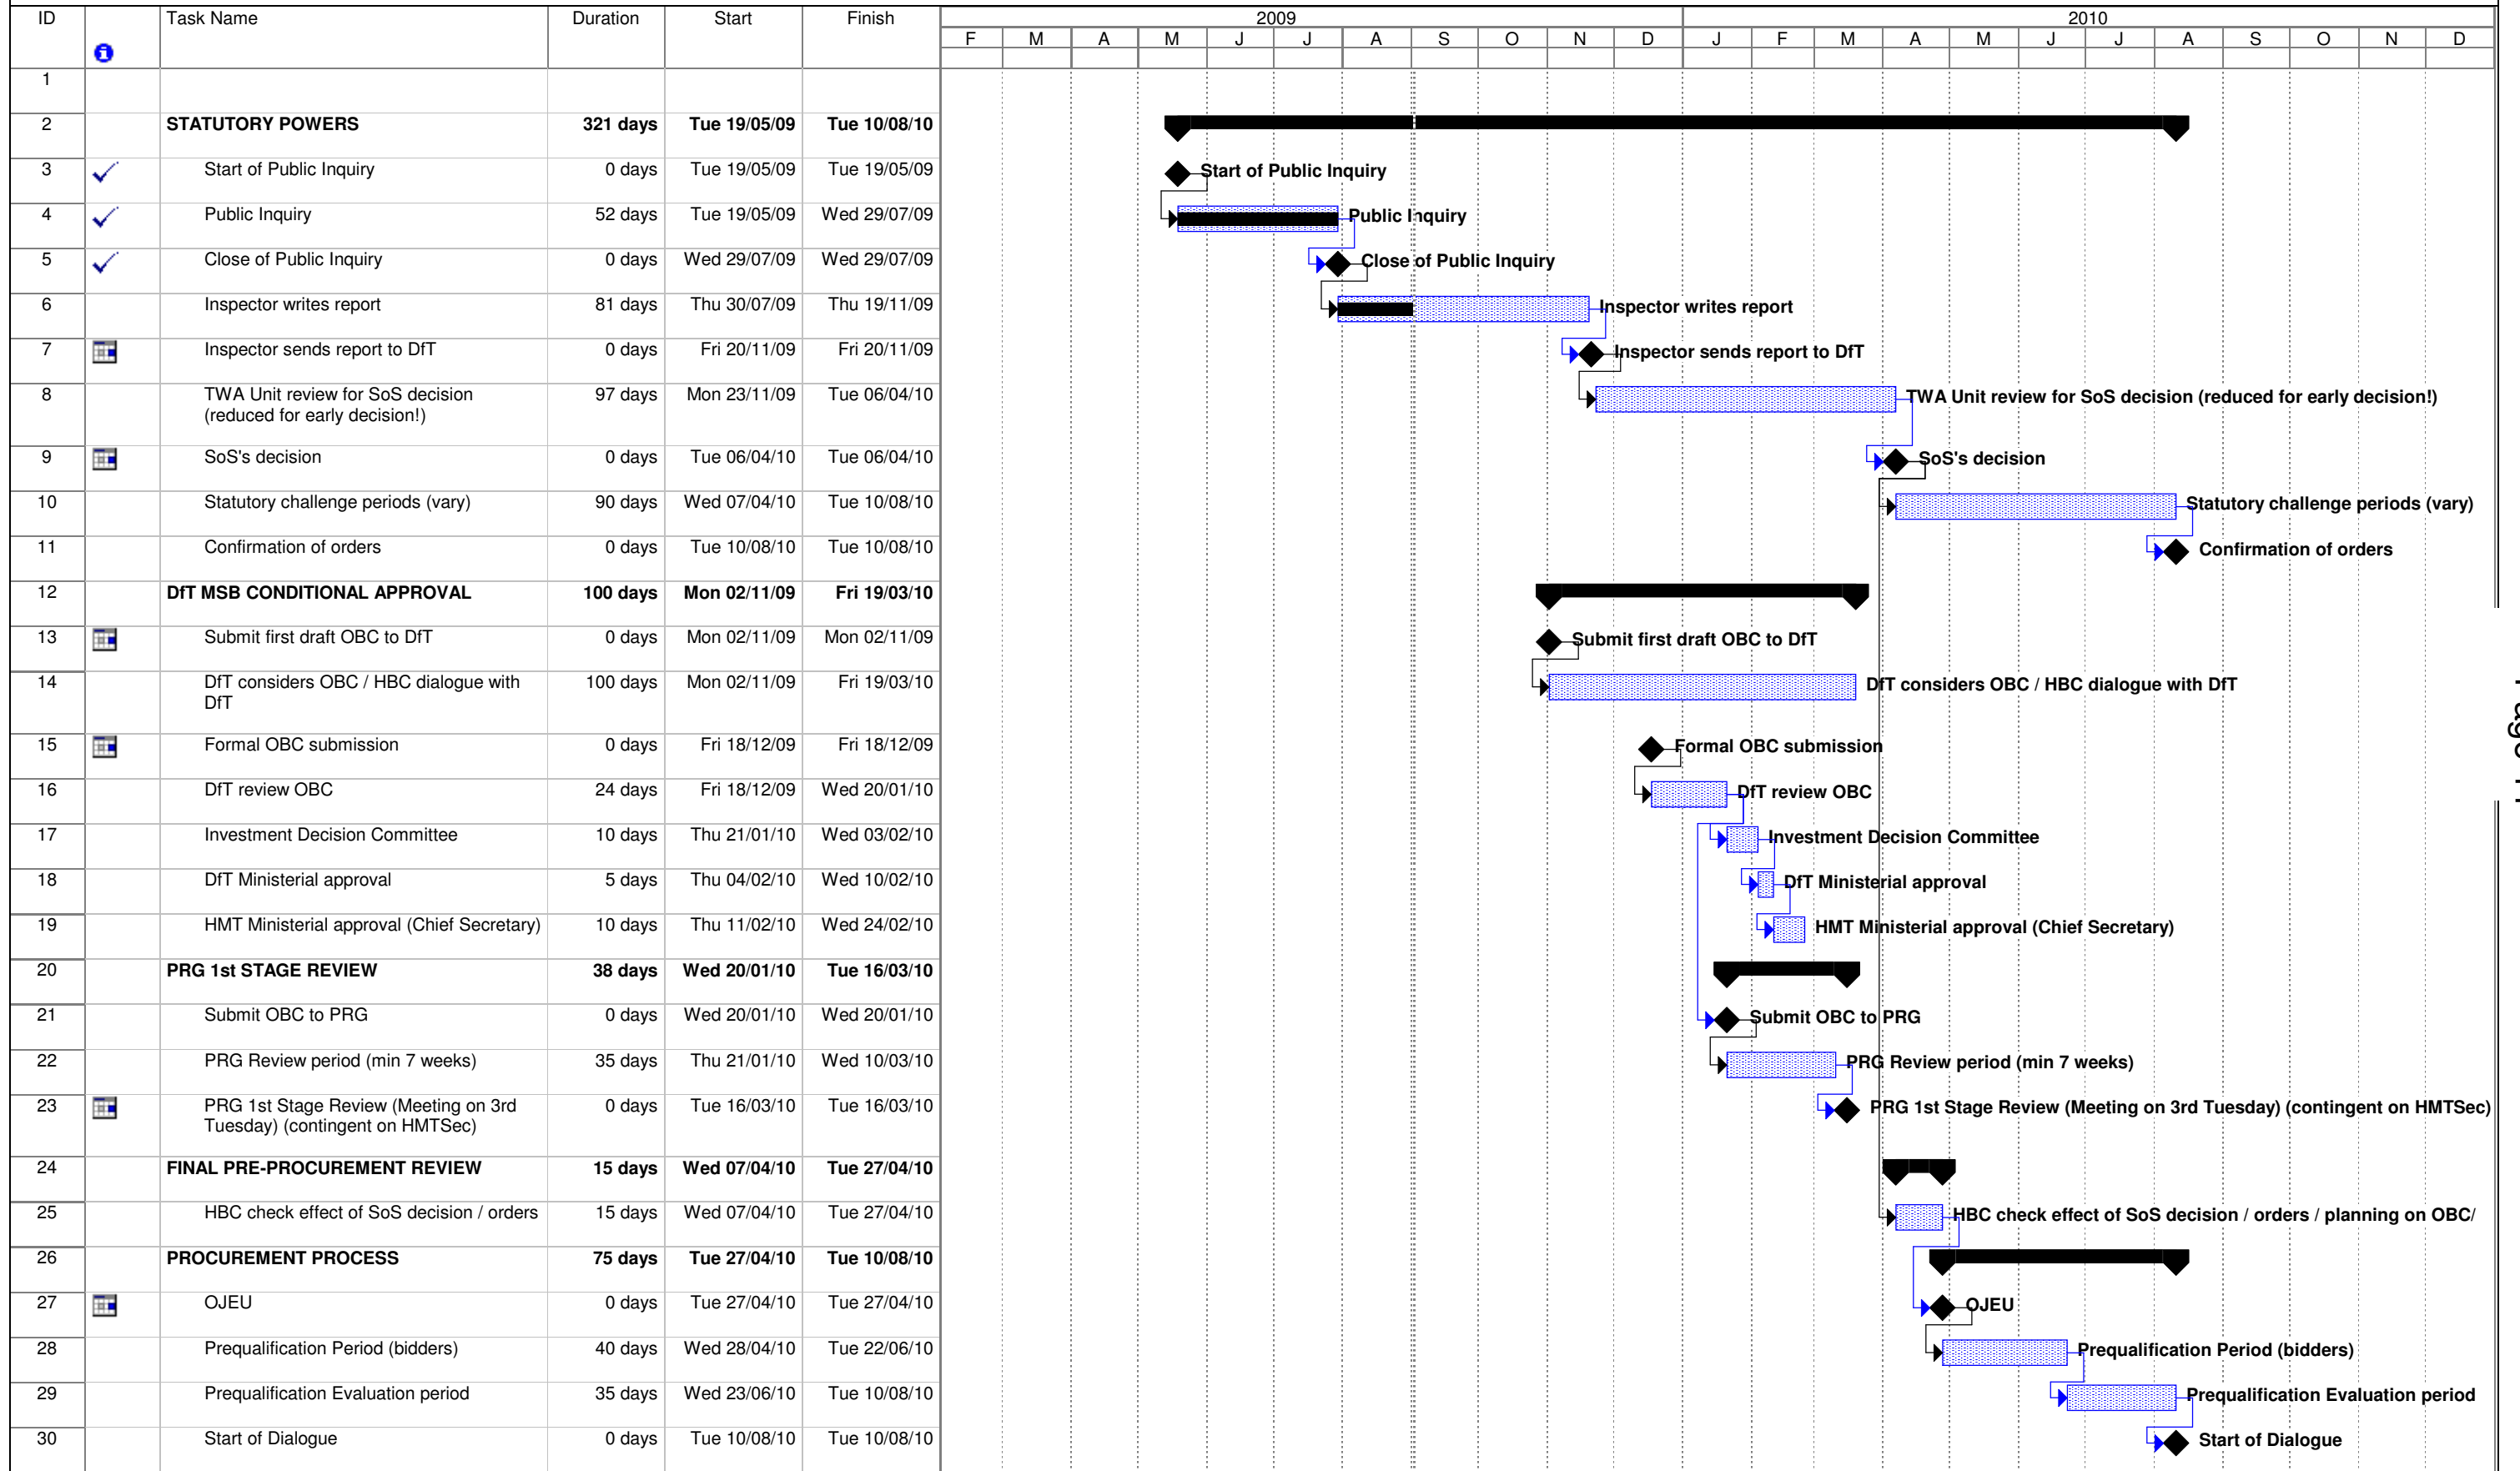 ID Task Name Duration Start Finish 2009 2010
F M A M J J A S O N D J F M A M J J A S O N D
1
2 STATUTORY POWERS 321 days Tue 19/05/09 Tue 10/08/10
3 Start of Public Inquiry 0 days Tue 19/05/09 Tue 19/05/09 Start of Public Inquiry
4 Public Inquiry 52 days Tue 19/05/09 Wed 29/07/09 Public Inquiry
5 Close of Public Inquiry 0 days Wed 29/07/09 Wed 29/07/09 Close of Public Inquiry
6 Inspector writes report 81 days Thu 30/07/09 Thu 19/11/09 Inspector writes report
7 Inspector sends report to DfT 0 days Fri 20/11/09 Fri 20/11/09 Inspector sends report to DfT
8 TWA Unit review for SoS decision 97 days Mon 23/11/09 Tue 06/04/10 TWA Unit review for SoS decision (reduced for early decision!)
(reduced for early decision!)
9 SoS's decision 0 days Tue 06/04/10 Tue 06/04/10 SoS's decision
10 Statutory challenge periods (vary) 90 days Wed 07/04/10 Tue 10/08/10 Statutory challenge periods (vary)
11 Confirmation of orders 0 days Tue 10/08/10 Tue 10/08/10 Confirmation of orders
12 DfT MSB CONDITIONAL APPROVAL 100 days Mon 02/11/09 Fri 19/03/10
13 Submit first draft OBC to DfT 0 days Mon 02/11/09 Mon 02/11/09 Submit first draft OBC to DfT
14 DfT considers OBC / HBC dialogue with 100 days Mon 02/11/09 Fri 19/03/10 DfT considers OBC / HBC dialogue with DfT
DfT
15 Formal OBC submission 0 days Fri 18/12/09 Fri 18/12/09 Formal OBC submission
16 DfT review OBC 24 days Fri 18/12/09 Wed 20/01/10 DfT review OBC
17 Investment Decision Committee 10 days Thu 21/01/10 Wed 03/02/10 Investment Decision Committee
18 DfT Ministerial approval 5 days Thu 04/02/10 Wed 10/02/10 DfT Ministerial approval
19 HMT Ministerial approval (Chief Secretary) 10 days Thu 11/02/10 Wed 24/02/10 HMT Ministerial approval (Chief Secretary)
20 PRG 1st STAGE REVIEW 38 days Wed 20/01/10 Tue 16/03/10
21 Submit OBC to PRG 0 days Wed 20/01/10 Wed 20/01/10 Submit OBC to PRG
22 PRG Review period (min 7 weeks) 35 days Thu 21/01/10 Wed 10/03/10 PRG Review period (min 7 weeks)
23 PRG 1st Stage Review (Meeting on 3rd 0 days Tue 16/03/10 Tue 16/03/10 PRG 1st Stage Review (Meeting on 3rd Tuesday) (contingent on HMTSec)
Tuesday) (contingent on HMTSec)
24 FINAL PRE-PROCUREMENT REVIEW 15 days Wed 07/04/10 Tue 27/04/10
25 HBC check effect of SoS decision / orders 15 days Wed 07/04/10 Tue 27/04/10 HBC check effect of SoS decision / orders / planning on OBC/
26 PROCUREMENT PROCESS 75 days Tue 27/04/10 Tue 10/08/10
27 OJEU 0 days Tue 27/04/10 Tue 27/04/10 OJEU
28 Prequalification Period (bidders) 40 days Wed 28/04/10 Tue 22/06/10 Prequalification Period (bidders)
29 Prequalification Evaluation period 35 days Wed 23/06/10 Tue 10/08/10 Prequalification Evaluation period
30 Start of Dialogue 0 days Tue 10/08/10 Tue 10/08/10 Start of Dialogue